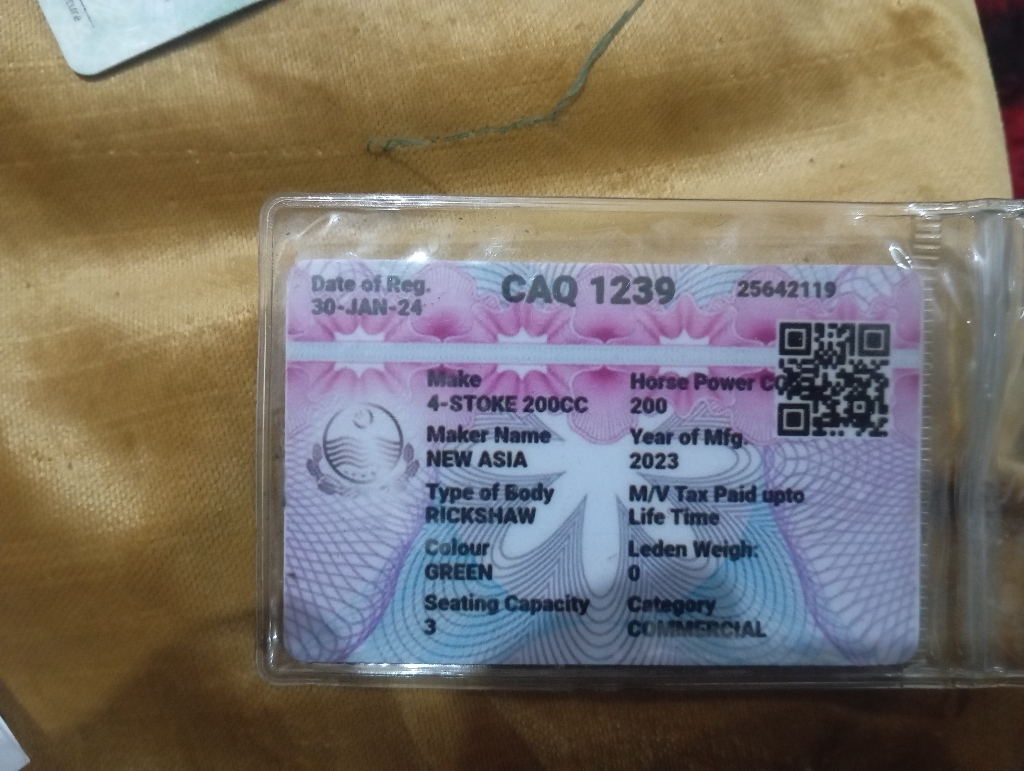 Date of Reg.
30-JAN-24
CAQ 1239
25642119
Make
4-STOKE 200CC
Horse Power CC
200
Maker Name
NEW ASIA
Year of Mfg.
2023
Type of Body
RICKSHAW
M/V Tax Paid upto
Life Time
Colour
GREEN
Leden Weigh:
0
Seating Capacity
3
Category
COMMERCIAL